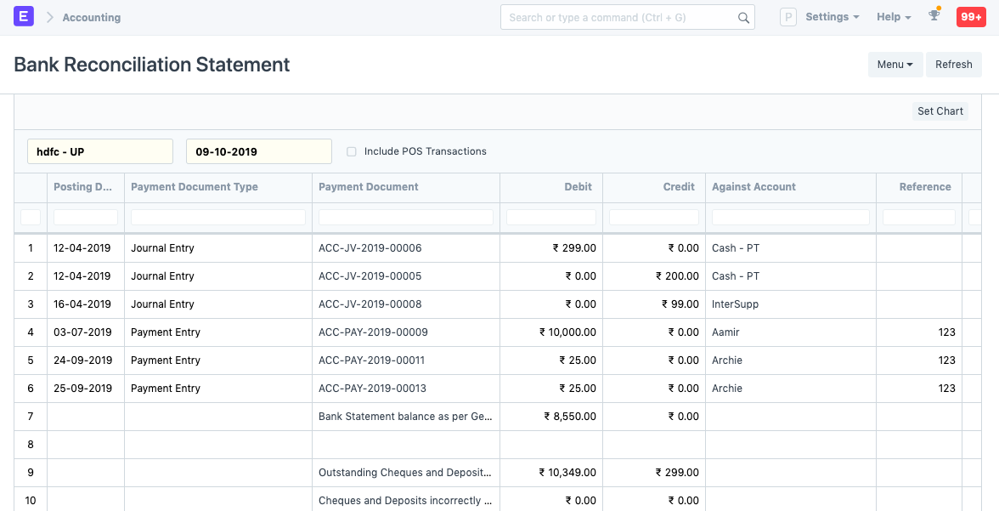 E Accounting Search or type a command (Ctrl + G) P Settings Help 99+
Bank Reconciliation Statement Menu Refresh
Set Chart
hdfc - UP 09-10-2019 Include POS Transactions
Posting D... Payment Document Type Payment Document Debit Credit Against Account Reference
1 12-04-2019 Journal Entry ACC-JV-2019-00006 ₹ 299.00 ₹ 0.00 Cash - PT
2 12-04-2019 Journal Entry ACC-JV-2019-00005 ₹ 0.00 ₹ 200.00 Cash - PT
3 16-04-2019 Journal Entry ACC-JV-2019-00008 ₹ 0.00 ₹ 99.00 InterSupp
4 03-07-2019 Payment Entry ACC-PAY-2019-00009 ₹ 10,000.00 ₹ 0.00 Aamir 123
5 24-09-2019 Payment Entry ACC-PAY-2019-00011 ₹ 25.00 ₹ 0.00 Archie 123
6 25-09-2019 Payment Entry ACC-PAY-2019-00013 ₹ 25.00 ₹ 0.00 Archie 123
7 Bank Statement balance as per Ge... ₹ 8,550.00 ₹ 0.00
8
9 Outstanding Cheques and Deposit... ₹ 10,349.00 ₹ 299.00
10 Cheques and Deposits incorrectly ... ₹ 0.00 ₹ 0.00